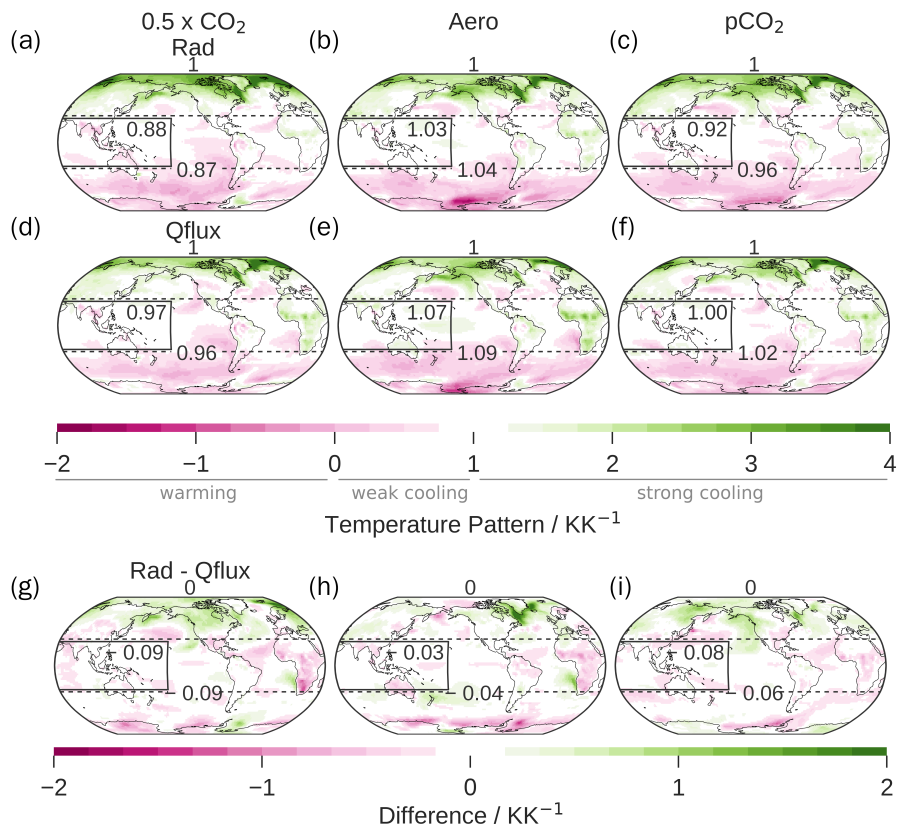 0.5 x CO2 Aero pCO2
(a) Rad (b) (c)
1 1 1
0.88 1.03 0.92
0.87 1.04 0.96
(d) Qflux (e) (f)
1 1 1
0.97 1.07 1.00
0.96 1.09 1.02
−2 −1 0 1 2 3 4
warming weak cooling strong cooling
Temperature Pattern / KK−1
(g) Rad - Qflux (h) (i)
0 0 0
− 0.09 − 0.03 − 0.08
− 0.09 − 0.04 − 0.06
−2 −1 0 1 2
Difference / KK−1